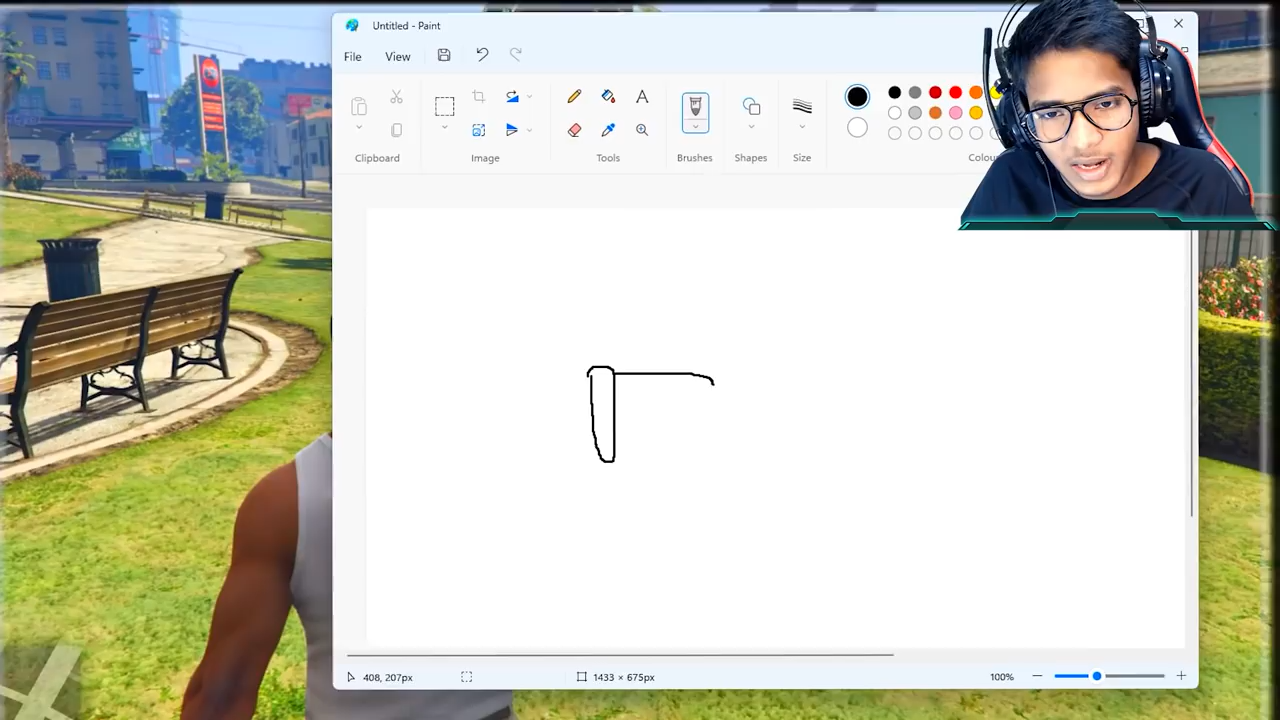 Untitled - Paint
File View
A
Clipboard Image Tools Brushes Shapes Size
408, 207px 1433 × 675px 100%